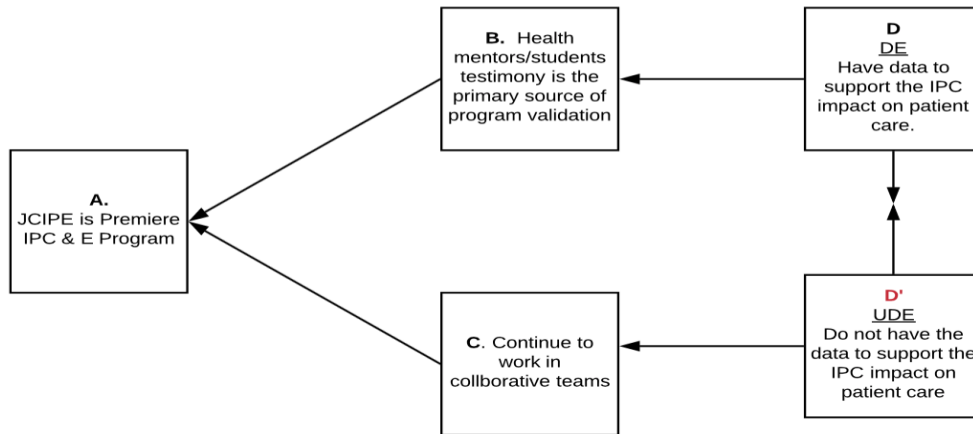 A.
JCIPE is Premiere
IPC & E Program
B. Health
mentors/students
testimony is the
primary source of
program validation
C. Continue to
work in
collborative teams
D
DE
Have data to
support the IPC
impact on patient
care.
D'
UDE
Do not have the
data to support the
IPC impact on
patient care